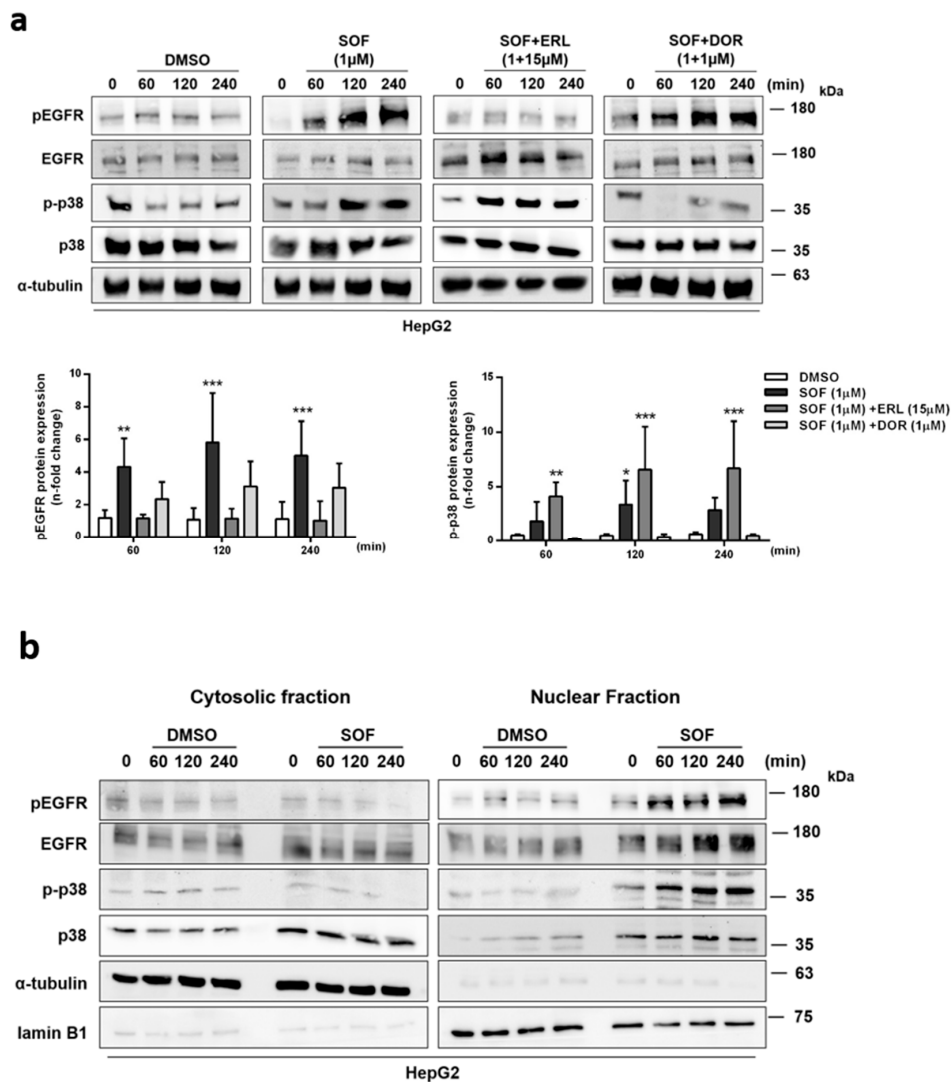 a
DMSO SOF (1μM) SOF+ERL (1+15μM) SOF+DOR (1+1μM)
0 60 120 240 0 60 120 240 0 60 120 240 0 60 120 240 (min) kDa
pEGFR 180
EGFR 180
p-p38 35
p38 35
α-tubulin 63
HepG2
pEGFR protein expression (n-fold change)
10
8
6
4
2
0
** *** ***
60 120 240 (min)
p-p38 protein expression (n-fold change)
15
10
5
0
** * *** ***
60 120 240 (min)
DMSO
SOF (1μM)
SOF (1μM) +ERL (15μM)
SOF (1μM) +DOR (1μM)
b
Cytosolic fraction Nuclear Fraction
DMSO SOF DMSO SOF
0 60 120 240 0 60 120 240 0 60 120 240 0 60 120 240 (min)
kDa
pEGFR 180
EGFR 180
p-p38 35
p38 35
α-tubulin 63
lamin B1 75
HepG2